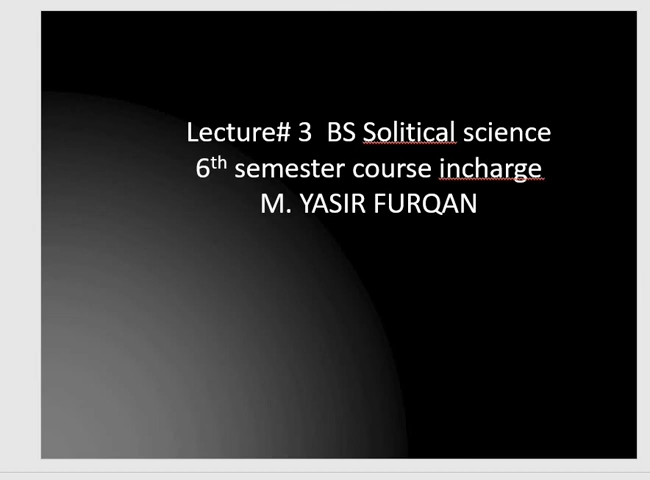 Lecture# 3 BS Solitical science
6th semester course incharge
M. YASIR FURQAN